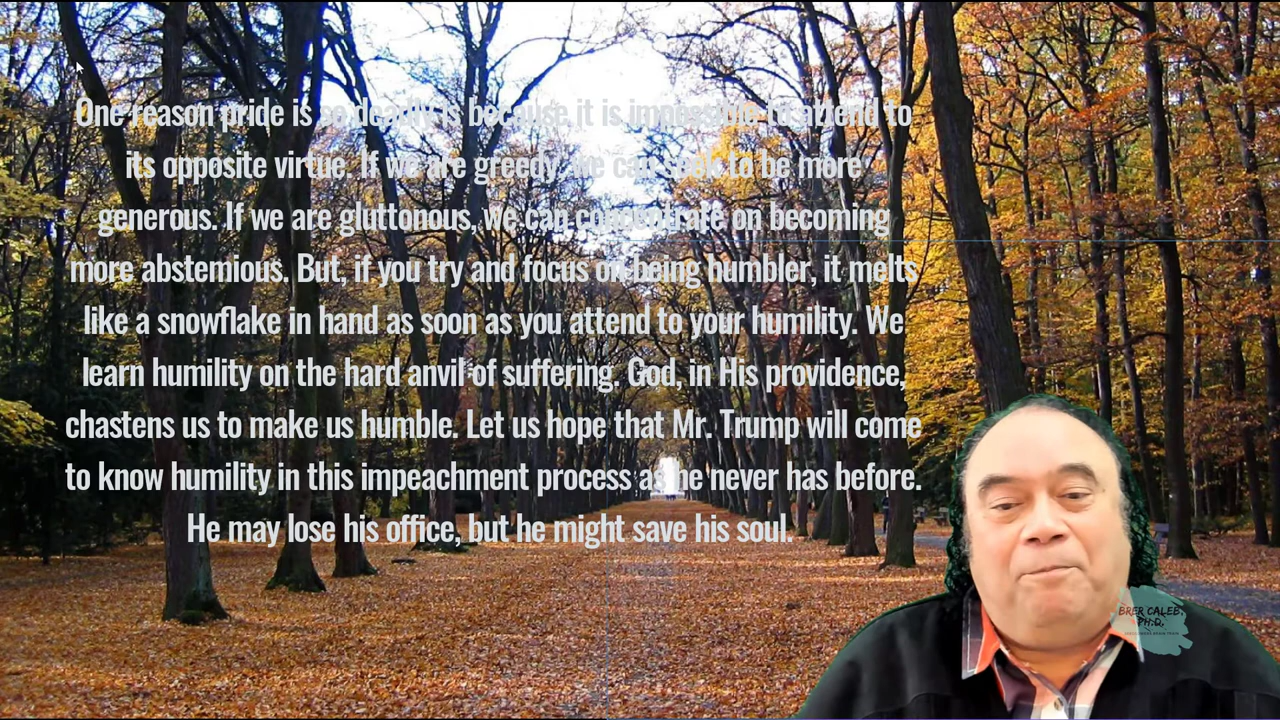 One reason pride is so deadly is because it is impossible to attend to
its opposite virtue. If we are greedy, we can seek to be more
generous. If we are gluttonous, we can concentrate on becoming
more abstemious. But, if you try and focus on being humbler, it melts
like a snowflake in hand as soon as you attend to your humility. We
learn humility on the hard anvil of suffering. God, in His providence,
chastens us to make us humble. Let us hope that Mr. Trump will come
to know humility in this impeachment process as he never has before.
He may lose his office, but he might save his soul.
BRER CALEB,
PH.D.